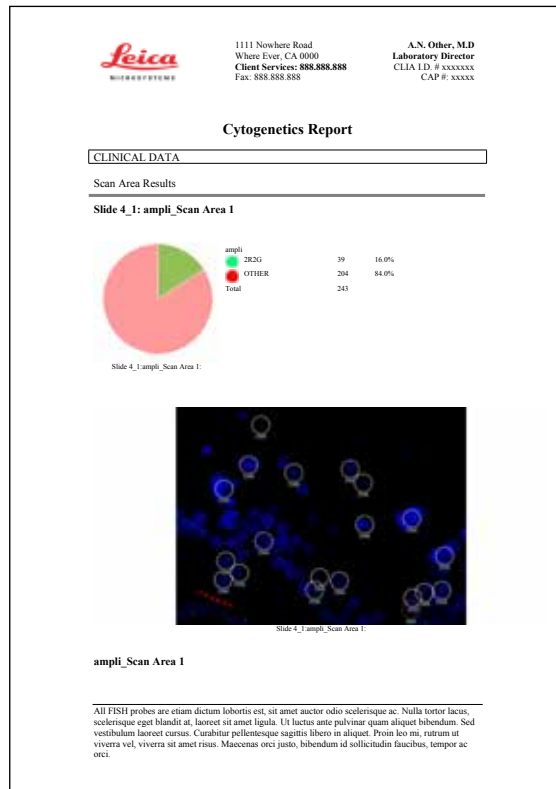 Leica
MICROSYSTEMS
1111 Nowhere Road
Where Ever, CA 0000
Client Services: 888.888.888
Fax: 888.888.888
A.N. Other, M.D
Laboratory Director
CLIA I.D. # xxxxxxx
CAP #: xxxxx
Cytogenetics Report
CLINICAL DATA
Scan Area Results
Slide 4_1: ampli_Scan Area 1
ampli
2R2G 39 16.0%
OTHER 204 84.0%
Total 243
Slide 4_1:ampli_Scan Area 1:
Slide 4_1:ampli_Scan Area 1:
ampli_Scan Area 1
All FISH probes are etiam dictum lobortis est, sit amet auctor odio scelerisque ac. Nulla tortor lacus,
scelerisque eget blandit at, laoreet sit amet ligula. Ut luctus ante pulvinar quam aliquet bibendum. Sed
vestibulum laoreet cursus. Curabitur pellentesque sagittis libero in aliquet. Proin leo mi, rutrum ut
viverra vel, viverra sit amet risus. Maecenas orci justo, bibendum id sollicitudin faucibus, tempor ac
orci.